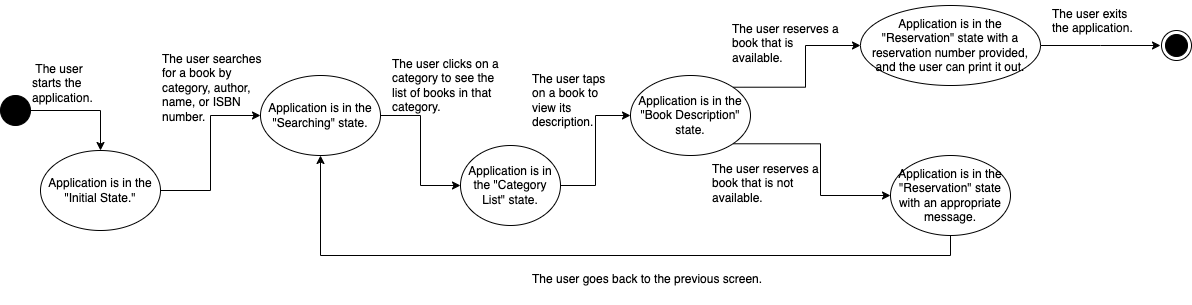 The user
starts the
application.
Application is in the
"Initial State."
The user searches
for a book by
category, author,
name, or ISBN
number.
Application is in the
"Searching" state.
The user clicks on a
category to see the
list of books in that
category.
Application is in
the "Category
List" state.
The user taps
on a book to
view its
description.
Application is in the
"Book Description"
state.
The user reserves a
book that is
available.
Application is in the
"Reservation" state with a
reservation number provided,
and the user can print it out.
The user exits
the application.
The user reserves a
book that is not
available.
Application is in the
"Reservation" state
with an appropriate
message.
The user goes back to the previous screen.